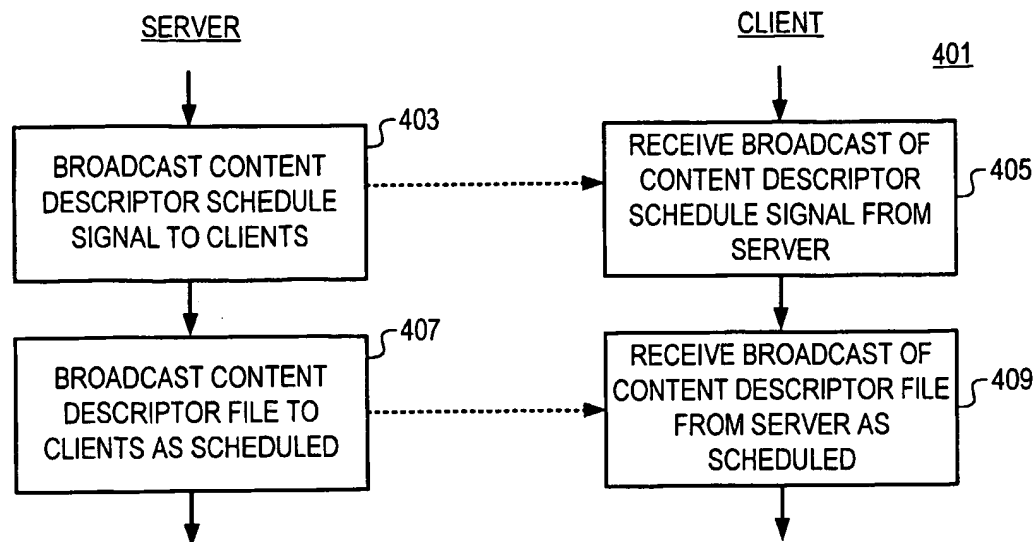 SERVER
CLIENT
401
403
BROADCAST CONTENT
DESCRIPTOR SCHEDULE
SIGNAL TO CLIENTS
RECEIVE BROADCAST OF
CONTENT DESCRIPTOR
SCHEDULE SIGNAL FROM
SERVER
405
407
BROADCAST CONTENT
DESCRIPTOR FILE TO
CLIENTS AS SCHEDULED
RECEIVE BROADCAST OF
CONTENT DESCRIPTOR FILE
FROM SERVER AS
SCHEDULED
409